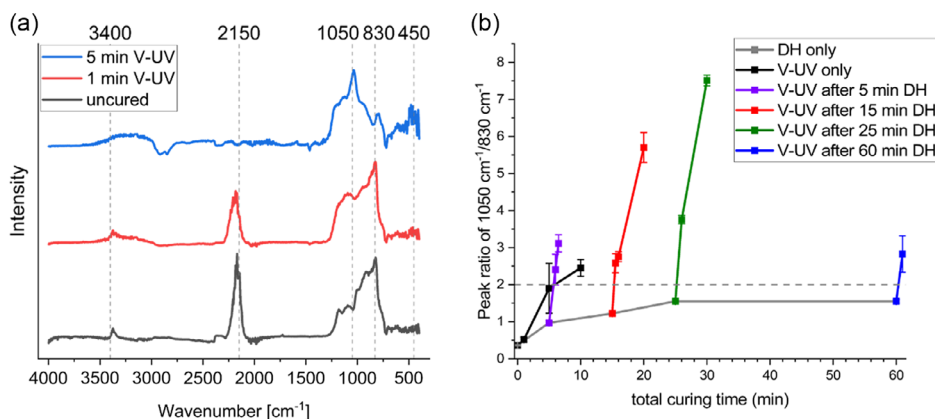 (a)
3400 2150 1050 830 450
5 min V-UV
1 min V-UV
uncured
Intensity
4000 3500 3000 2500 2000 1500 1000 500
Wavenumber [cm⁻¹]
(b)
DH only
V-UV only
V-UV after 5 min DH
V-UV after 15 min DH
V-UV after 25 min DH
V-UV after 60 min DH
Peak ratio of 1050 cm⁻¹/830 cm⁻¹
8
7
6
5
4
3
2
1
0
0 10 20 30 40 50 60
total curing time (min)